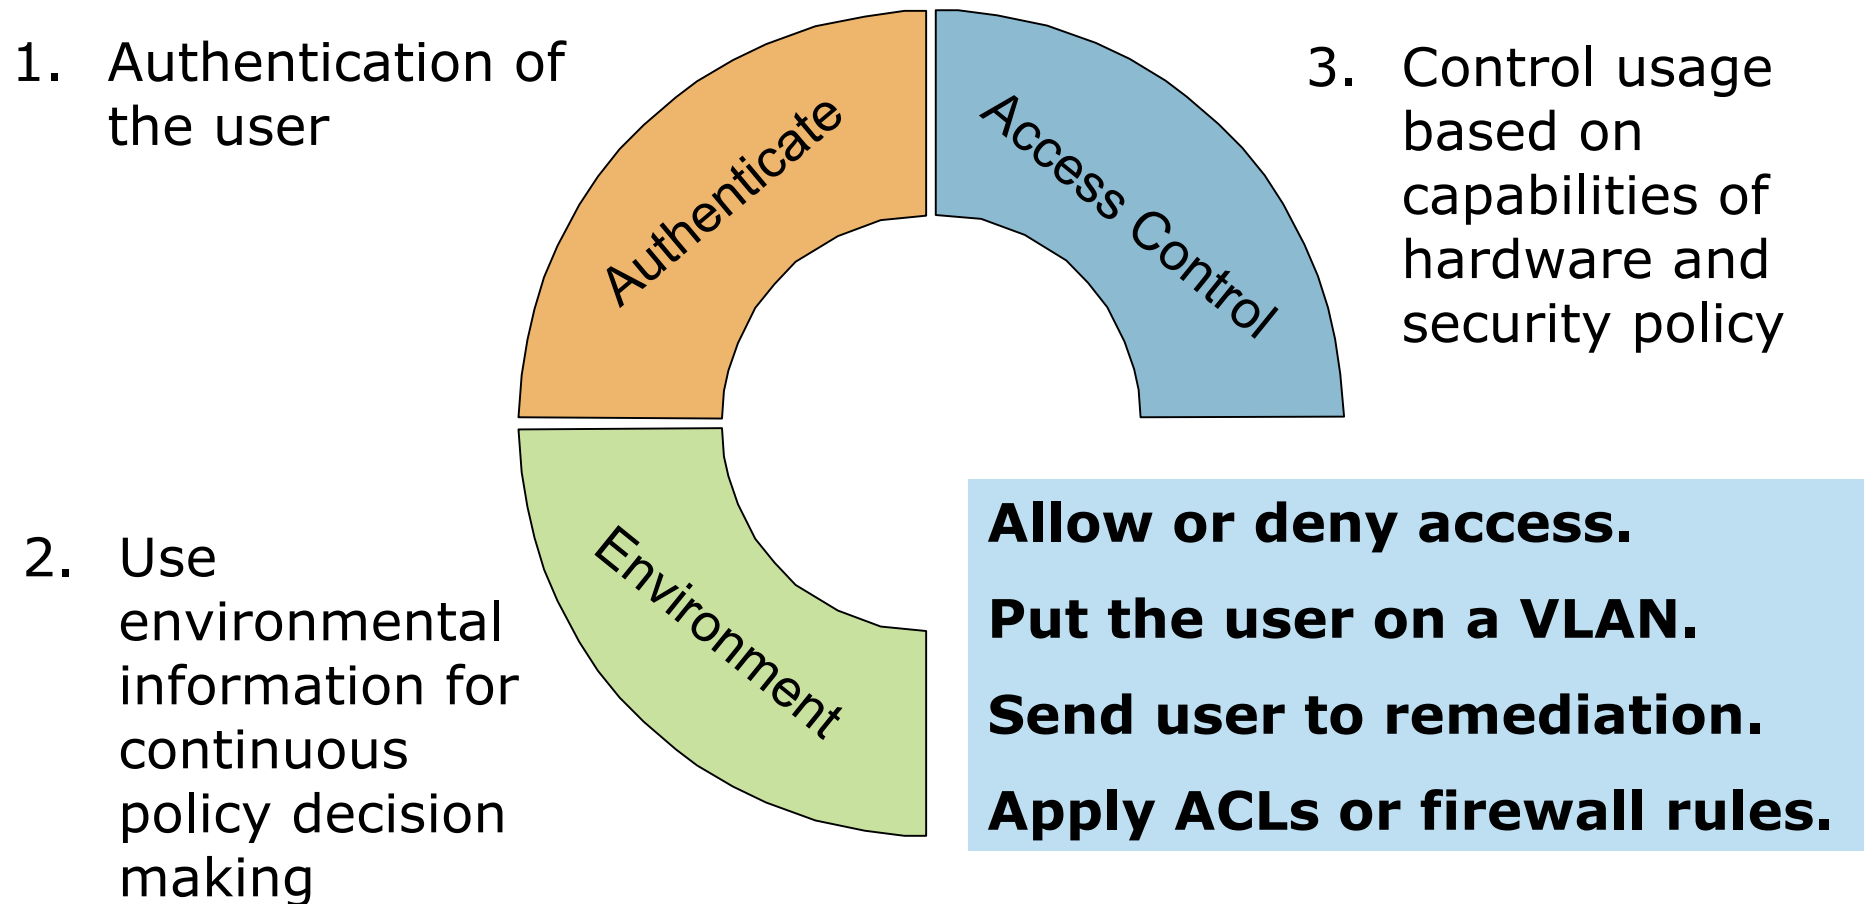 1. Authentication of
the user
Authenticate
2. Use
environmental
information for
continuous
policy decision
making
Environment
3. Control usage
based on
capabilities of
hardware and
security policy
Access Control
Allow or deny access.
Put the user on a VLAN.
Send user to remediation.
Apply ACLs or firewall rules.